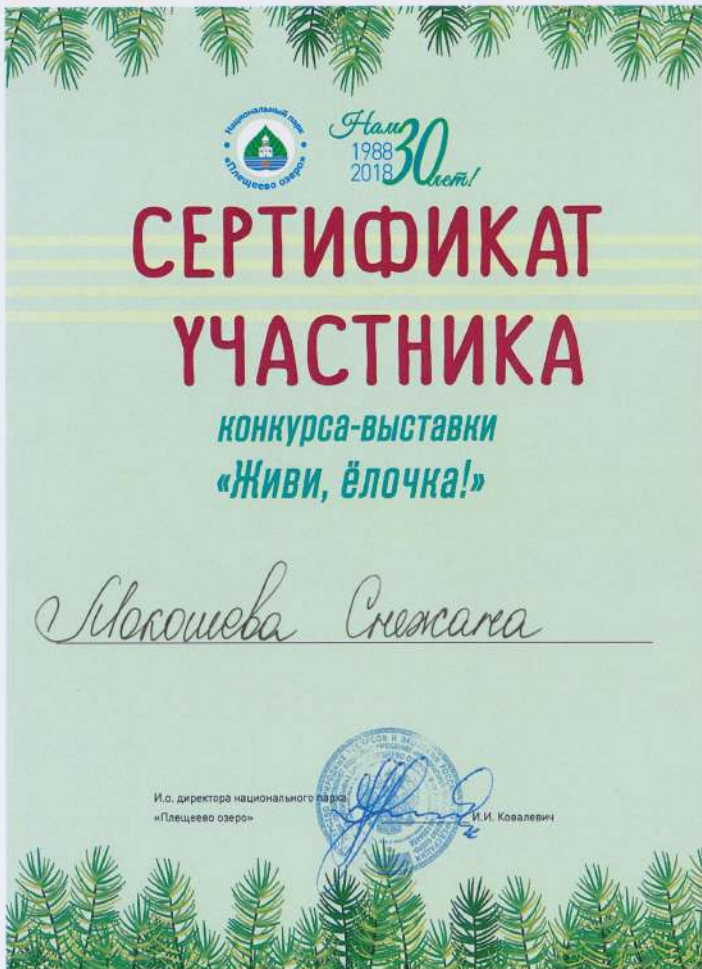 Национальный парк
«Плещеево озеро»
Нам 30 лет!
1988
2018
СЕРТИФИКАТ
УЧАСТНИКА
конкурса-выставки
«Живи, ёлочка!»
Мокошева Снежана
И.о. директора национального парка
«Плещеево озеро»
И.И. Ковалевич